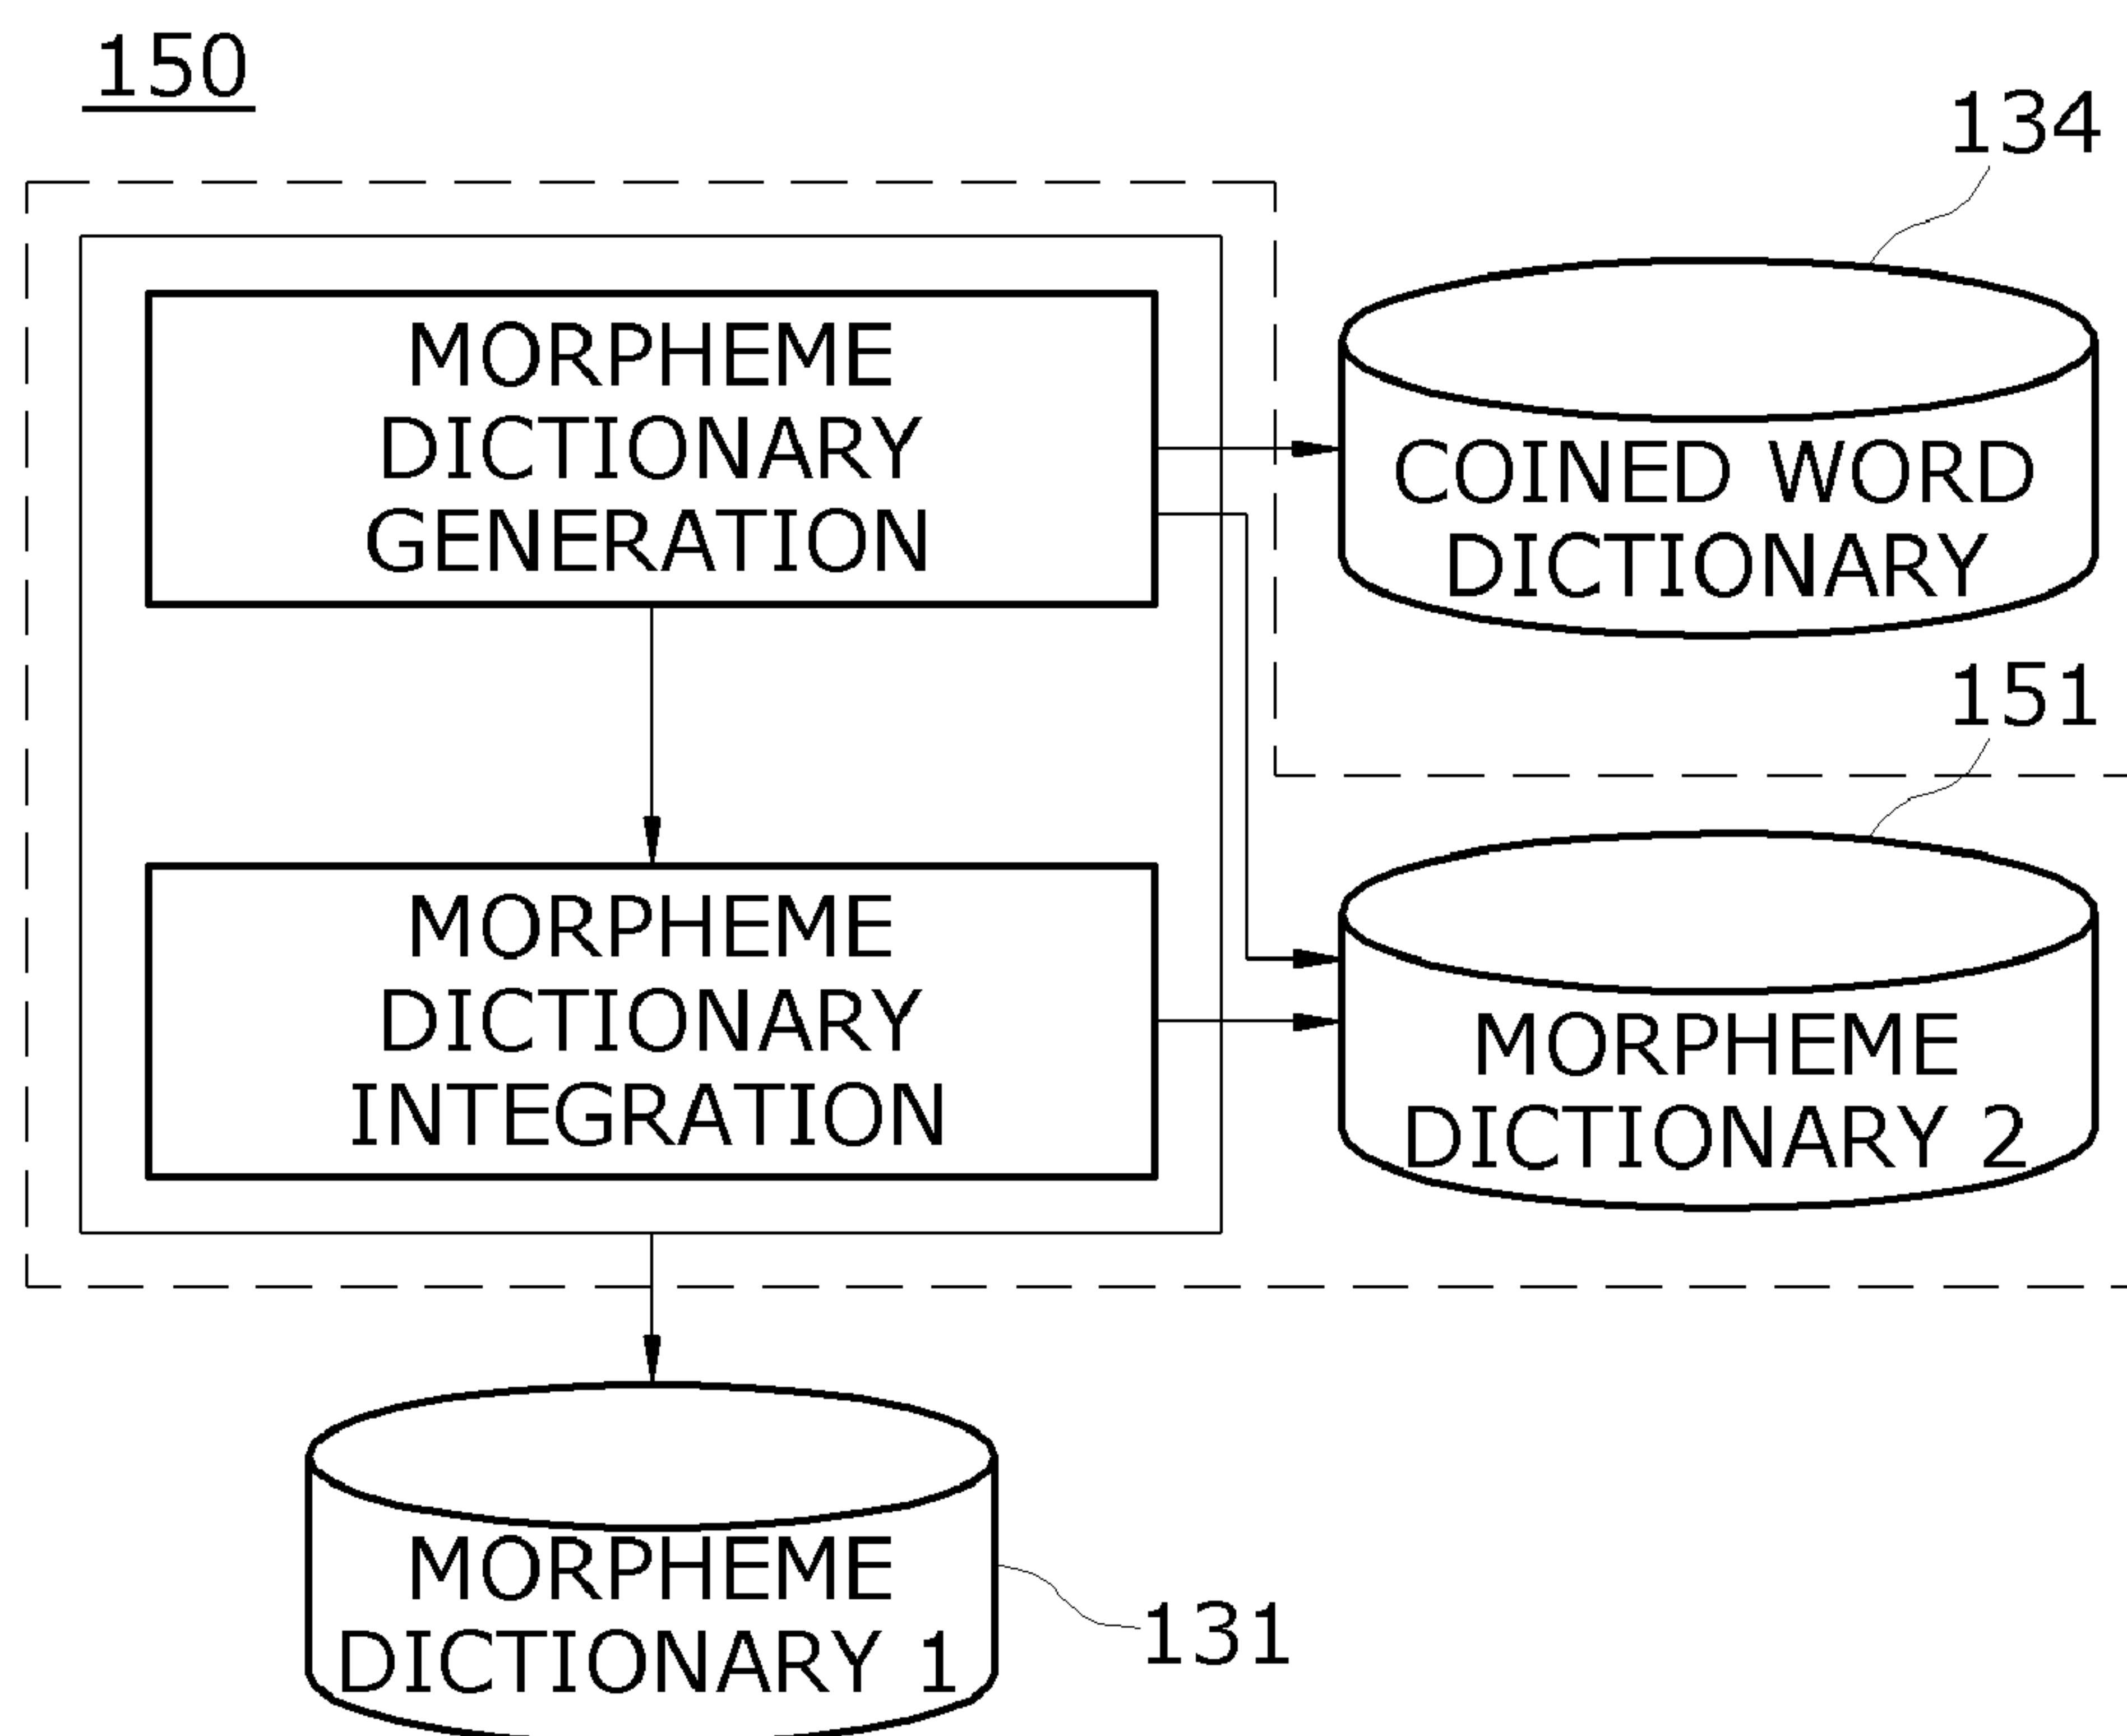 150
134
MORPHEME
DICTIONARY
GENERATION
COINED WORD
DICTIONARY
151
MORPHEME
DICTIONARY
INTEGRATION
MORPHEME
DICTIONARY 2
MORPHEME
DICTIONARY 1
131